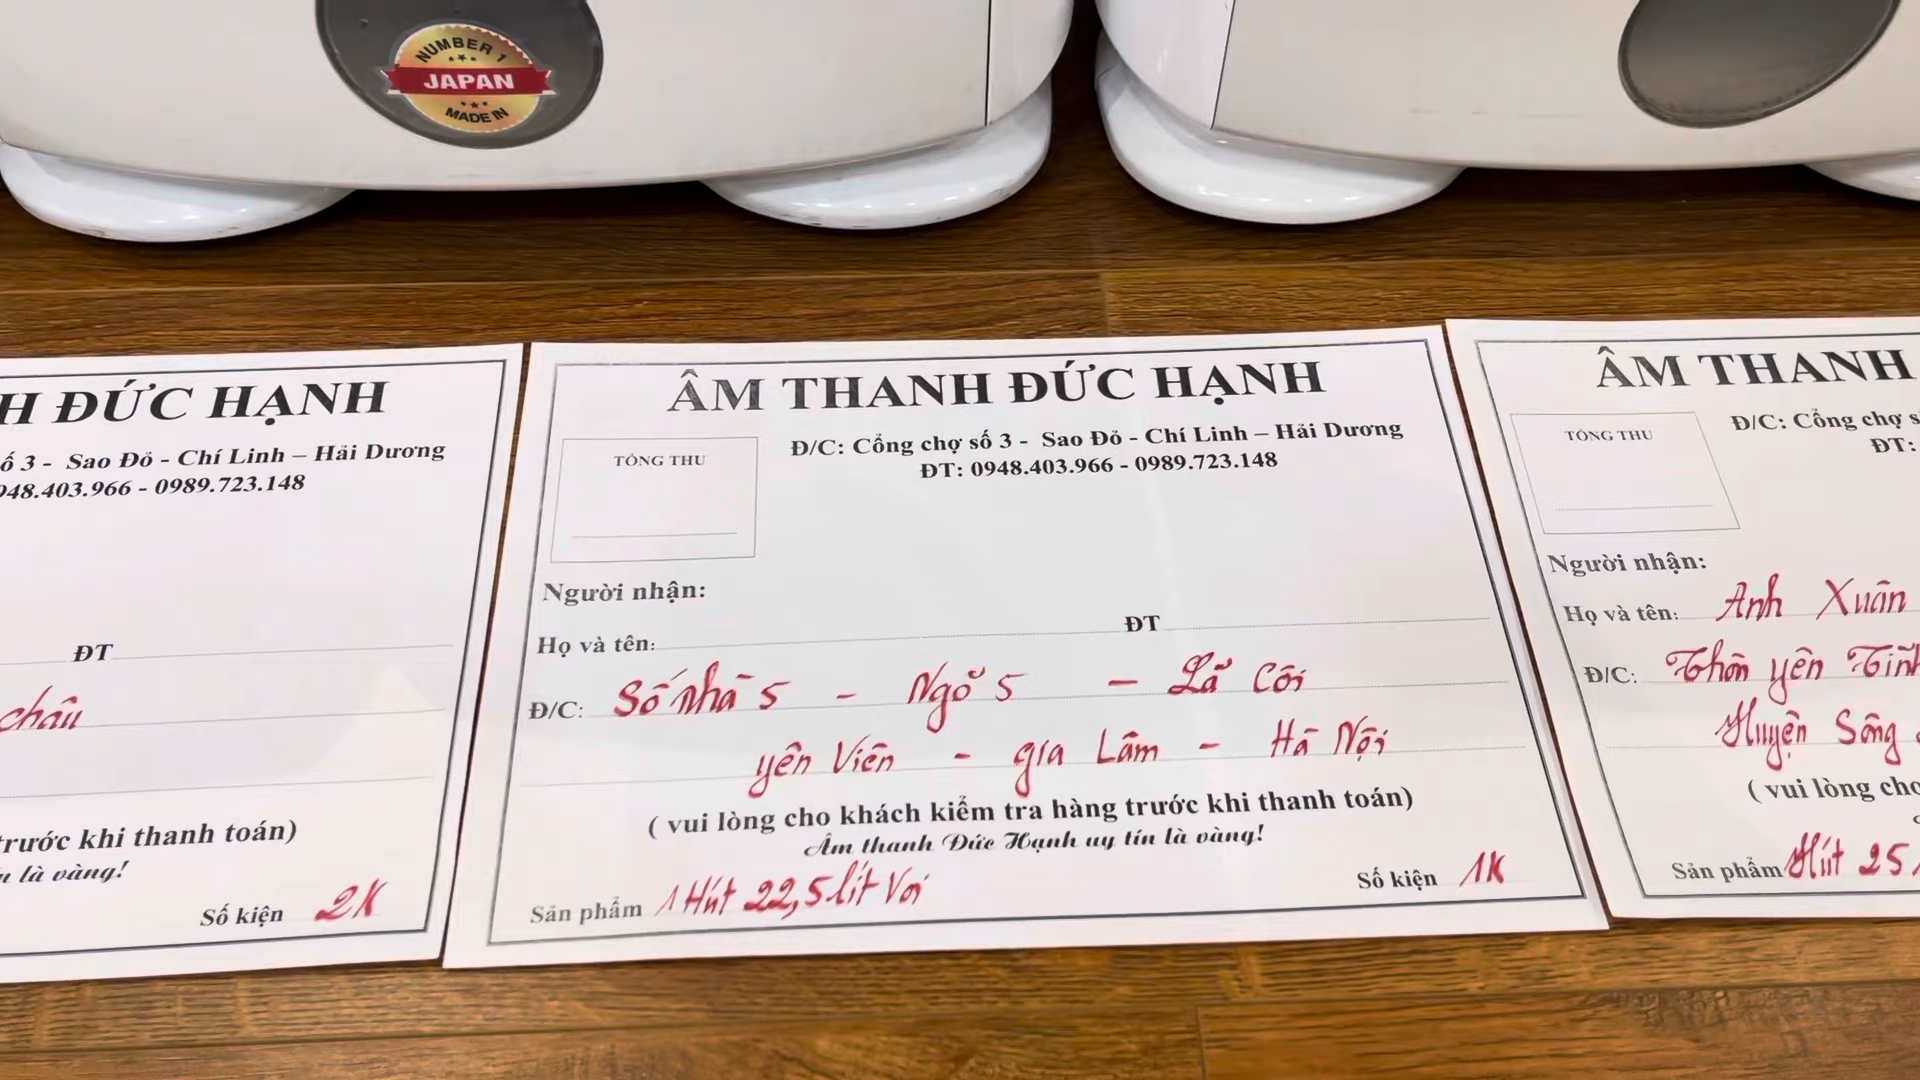 NUMBER 1
JAPAN
MADE IN
H ĐỨC HẠNH
ố 3 - Sao Đỏ - Chí Linh – Hải Dương
948.403.966 - 0989.723.148
ĐT
châu
trước khi thanh toán)
n là vàng!
Số kiện 2K
ÂM THANH ĐỨC HẠNH
TỔNG THU
Đ/C: Cổng chợ số 3 - Sao Đỏ - Chí Linh – Hải Dương
ĐT: 0948.403.966 - 0989.723.148
Người nhận:
Họ và tên: ĐT
Đ/C: Số nhà 5 - Ngõ 5 - Lã Côi
yên Viên - gia Lâm - Hà Nội
( vui lòng cho khách kiểm tra hàng trước khi thanh toán)
Âm thanh Đức Hạnh uy tín là vàng!
Sản phẩm 1 Hút 22,5 lít Voi
Số kiện 1K
ÂM THANH
TỔNG THU
Đ/C: Cổng chợ s
ĐT:
Người nhận:
Họ và tên: Anh Xuân
Đ/C: Thôn yên Tĩnh
Huyện Sông
( vui lòng cho
Sản phẩm Hút 25